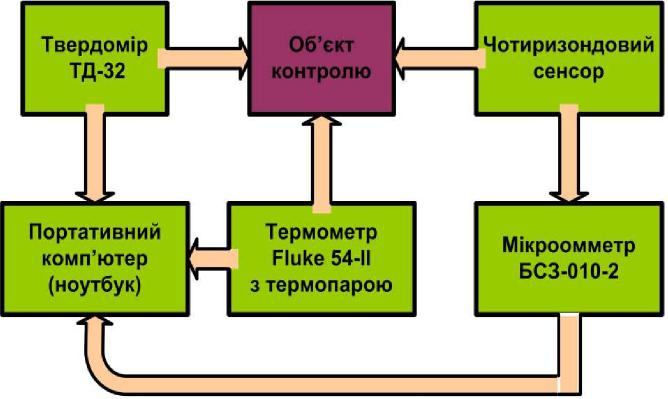 Твердомір
ТД-32
Об'єкт
контролю
Чотиризондовий
сенсор
Портативний
комп'ютер
(ноутбук)
Термометр
Fluke 54-II
з термопарою
Мікроомметр
БСЗ-010-2